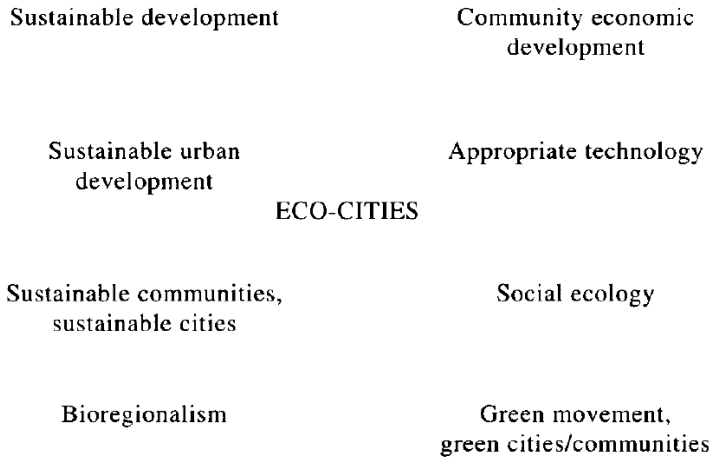 Sustainable development
Community economic
development
Sustainable urban
development
Appropriate technology
ECO-CITIES
Sustainable communities,
sustainable cities
Social ecology
Bioregionalism
Green movement,
green cities/communities